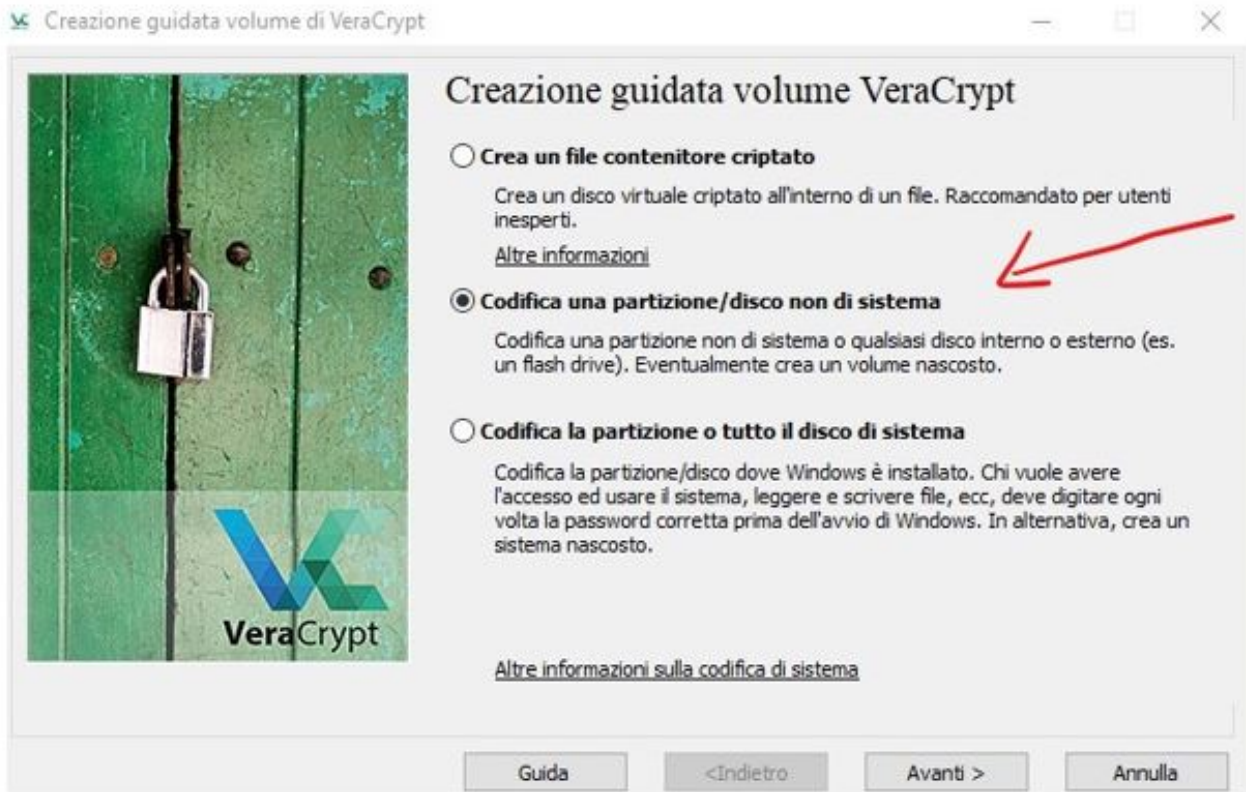 Creazione guidata volume di VeraCrypt
Creazione guidata volume VeraCrypt
Crea un file contenitore criptato
Crea un disco virtuale criptato all'interno di un file. Raccomandato per utenti
inesperti.
Altre informazioni
Codifica una partizione/disco non di sistema
Codifica una partizione non di sistema o qualsiasi disco interno o esterno (es.
un flash drive). Eventualmente crea un volume nascosto.
Codifica la partizione o tutto il disco di sistema
Codifica la partizione/disco dove Windows è installato. Chi vuole avere
l'accesso ed usare il sistema, leggere e scrivere file, ecc, deve digitare ogni
volta la password corretta prima dell'avvio di Windows. In alternativa, crea un
sistema nascosto.
VeraCrypt
Altre informazioni sulla codifica di sistema
Guida
<Indietro
Avanti >
Annulla